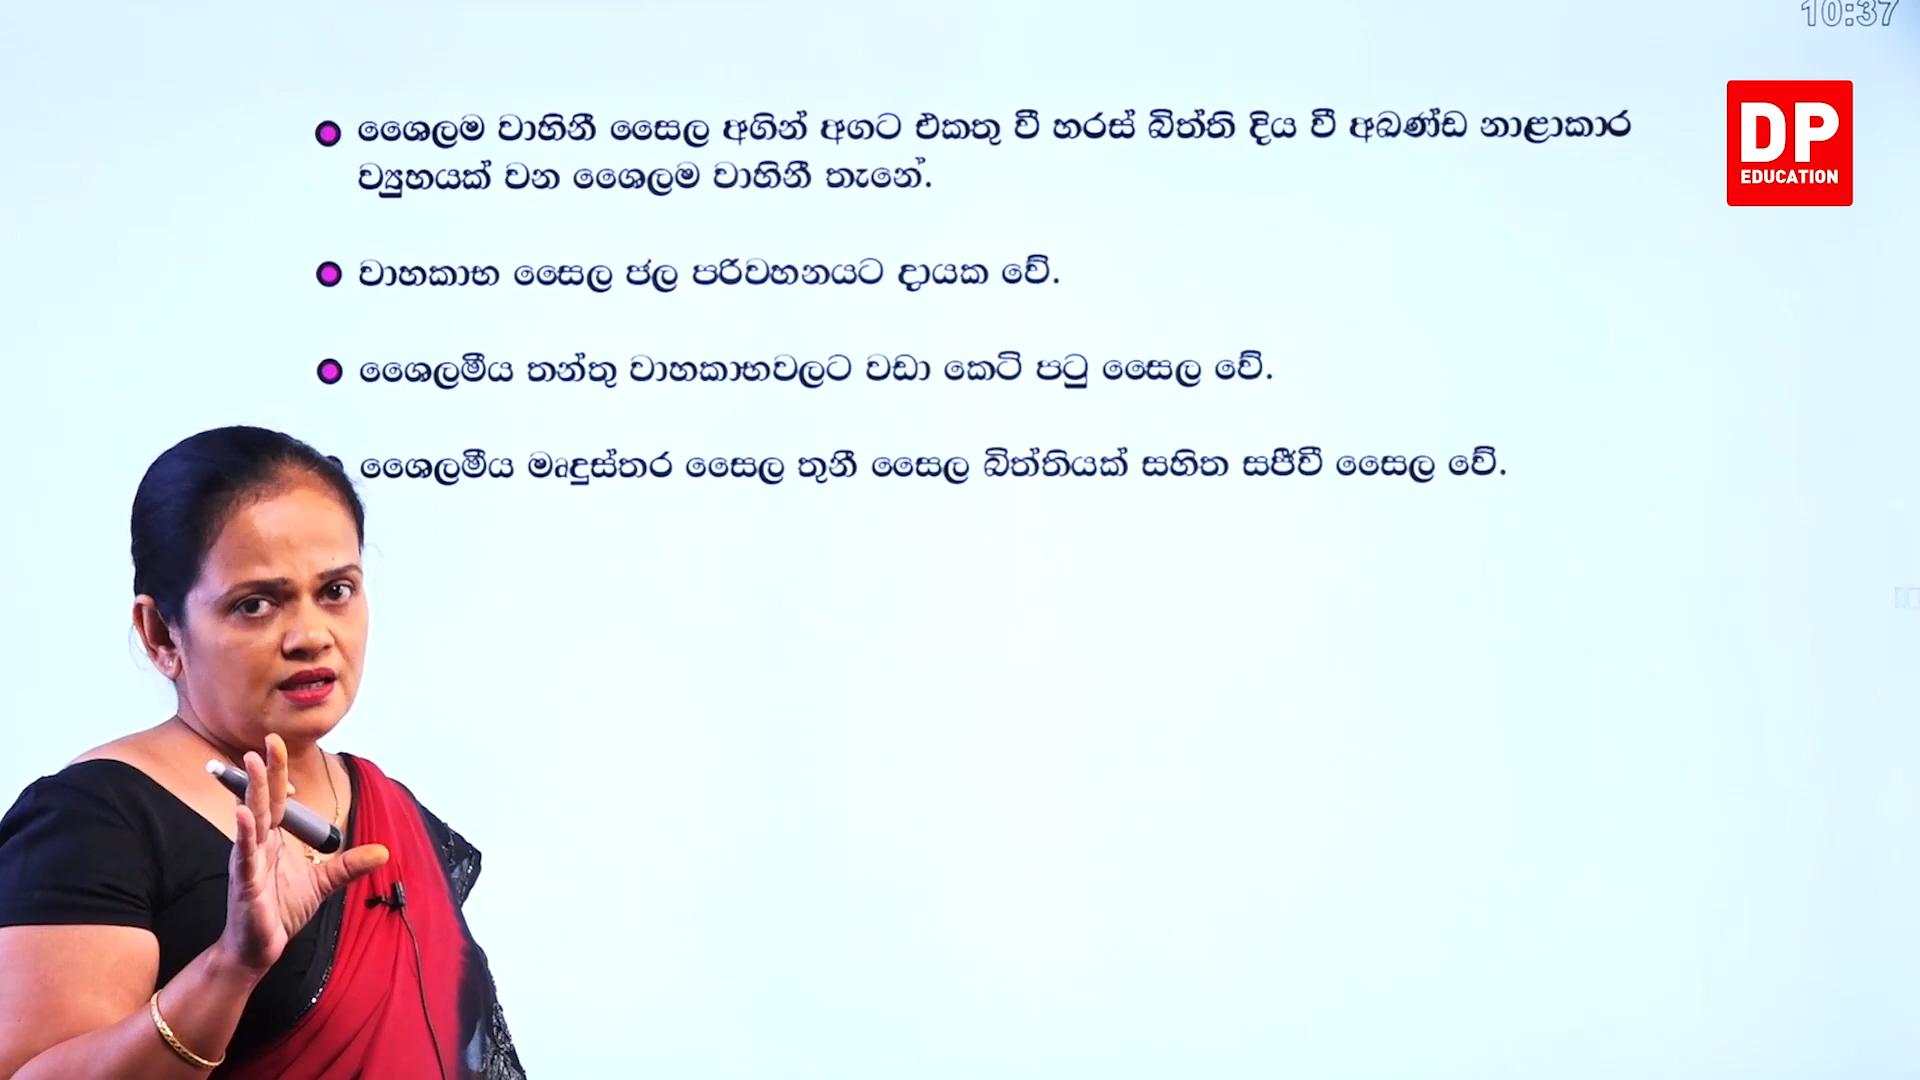 10:37
DP
EDUCATION
ශෛලම වාහිනී සෛල අගින් අගට එකතු වී හරස් බිත්ති දිය වී අඛණ්ඩ නාළාකාර
ව්‍යුහයක් වන ශෛලම වාහිනී තැනේ.
වාහකාභ සෛල ජල පරිවහනයට දායක වේ.
ශෛලමීය තන්තු වාහකාභවලට වඩා කෙටි පටු සෛල වේ.
ශෛලමීය මෘදුස්තර සෛල තුනී සෛල බිත්තියක් සහිත සජීවී සෛල වේ.